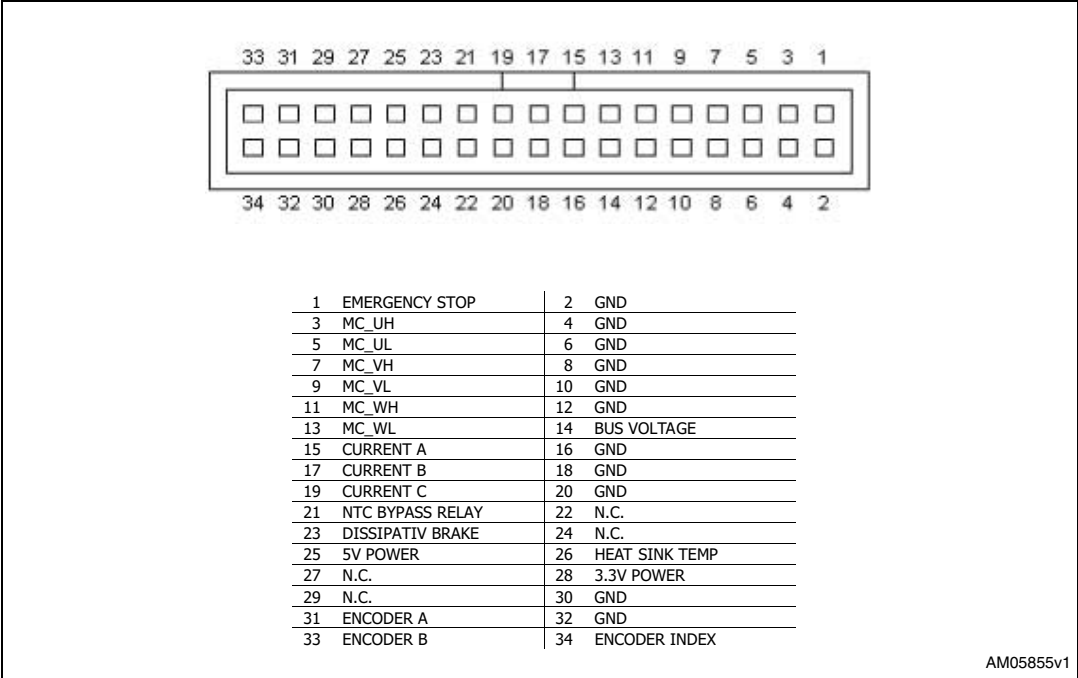 33 31 29 27 25 23 21 19 17 15 13 11 9 7 5 3 1
34 32 30 28 26 24 22 20 18 16 14 12 10 8 6 4 2
1 EMERGENCY STOP 2 GND
3 MC_UH 4 GND
5 MC_UL 6 GND
7 MC_VH 8 GND
9 MC_VL 10 GND
11 MC_WH 12 GND
13 MC_WL 14 BUS VOLTAGE
15 CURRENT A 16 GND
17 CURRENT B 18 GND
19 CURRENT C 20 GND
21 NTC BYPASS RELAY 22 N.C.
23 DISSIPATIV BRAKE 24 N.C.
25 5V POWER 26 HEAT SINK TEMP
27 N.C. 28 3.3V POWER
29 N.C. 30 GND
31 ENCODER A 32 GND
33 ENCODER B 34 ENCODER INDEX
AM05855v1